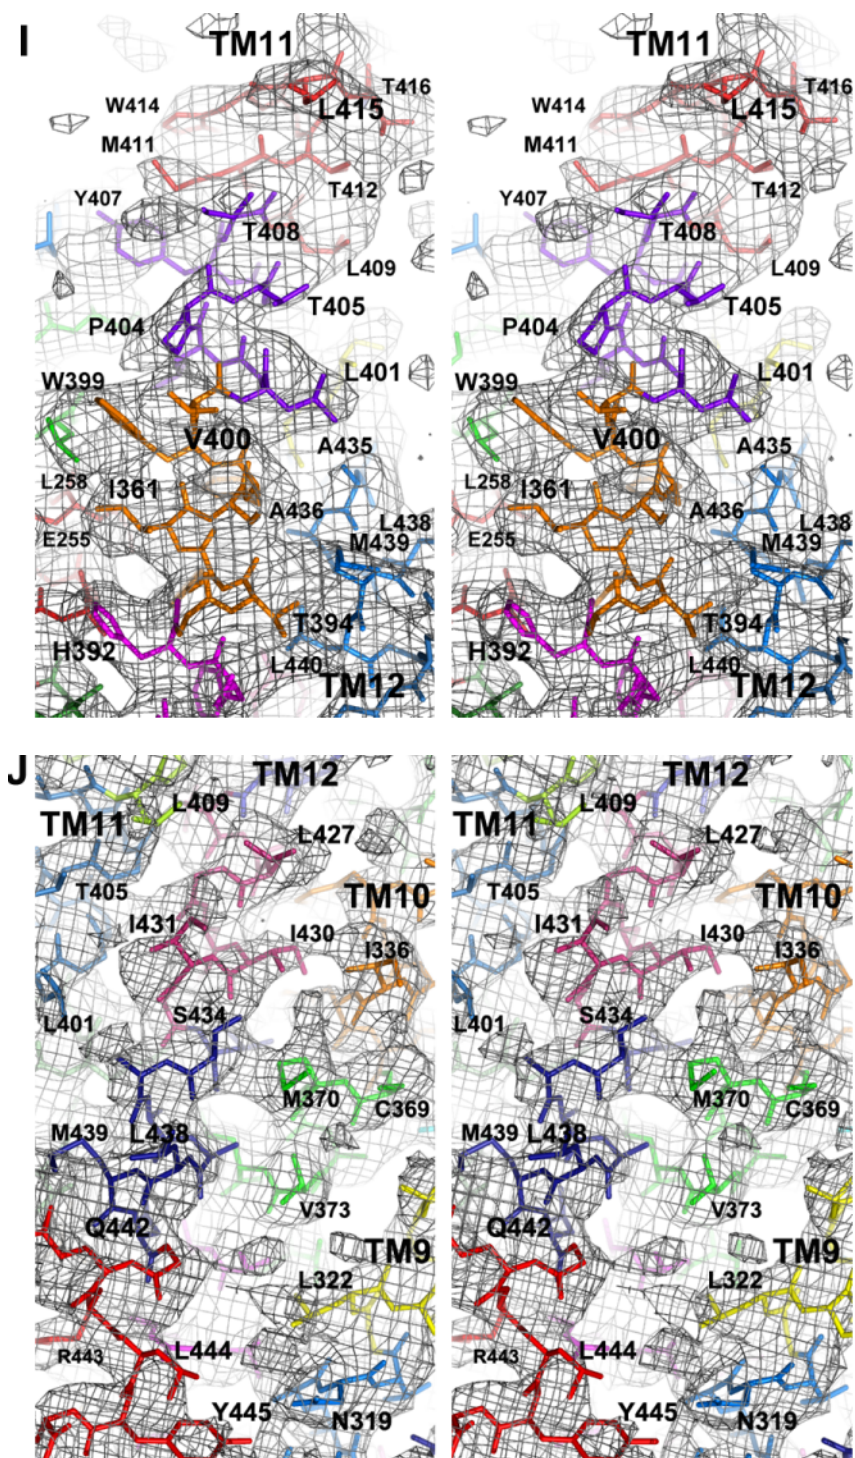 I
TM11 TM11
T416 T416
W414 L415 W414 L415
M411 M411
T412 T412
Y407 Y407
T408 T408
L409 L409
T405 T405
P404 P404
L401 L401
W399 W399
V400 A435 V400 A435
L258 I361 L258 I361
A436 L438 A436 L438
E255 M439 E255 M439
T394 T394
H392 L440 H392 L440
TM12 TM12
J
TM12 TM12
L409 L409
TM11 L427 TM11 L427
T405 TM10 T405 TM10
I431 I430 I431 I430
I336 I336
L401 S434 L401 S434
M370 C369 M370 C369
M439 L438 M439 L438
V373 V373
Q442 Q442
TM9 TM9
L322 L322
R443 L444 R443 L444
Y445 N319 Y445 N319